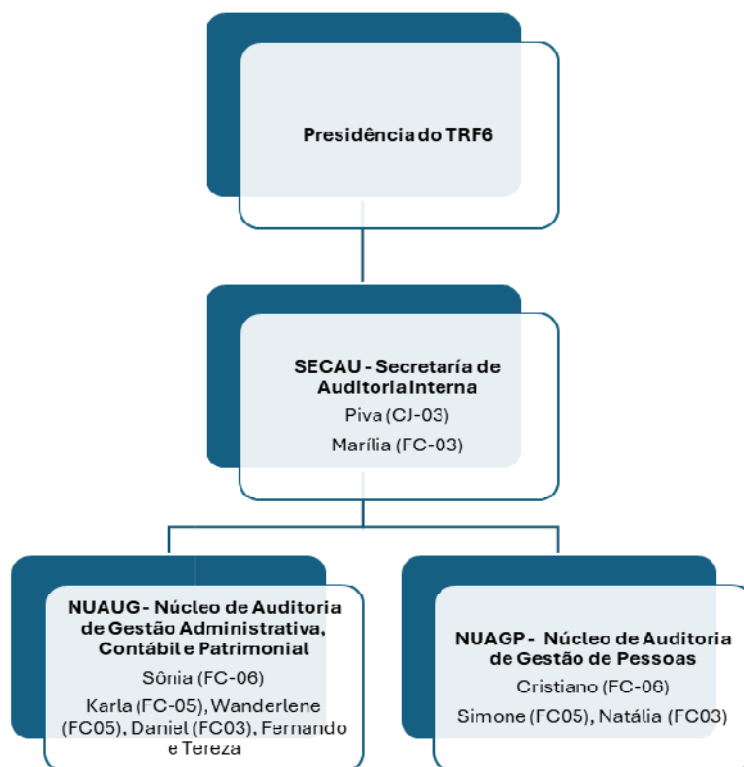 Presidência do TRF6
SECAU - Secretaría de
Auditoria Interna
Piva (CJ-03)
Marília (FC-03)
NUAUG - Núcleo de Auditoria
de Gestão Administrativa,
Contábil e Patrimonial
Sônia (FC-06)
Karla (FC-05), Wanderlene
(FC05), Daniel (FC03), Fernando
e Tereza
NUAGP - Núcleo de Auditoria
de Gestão de Pessoas
Cristiano (FC-06)
Simone (FC05), Natália (FC03)